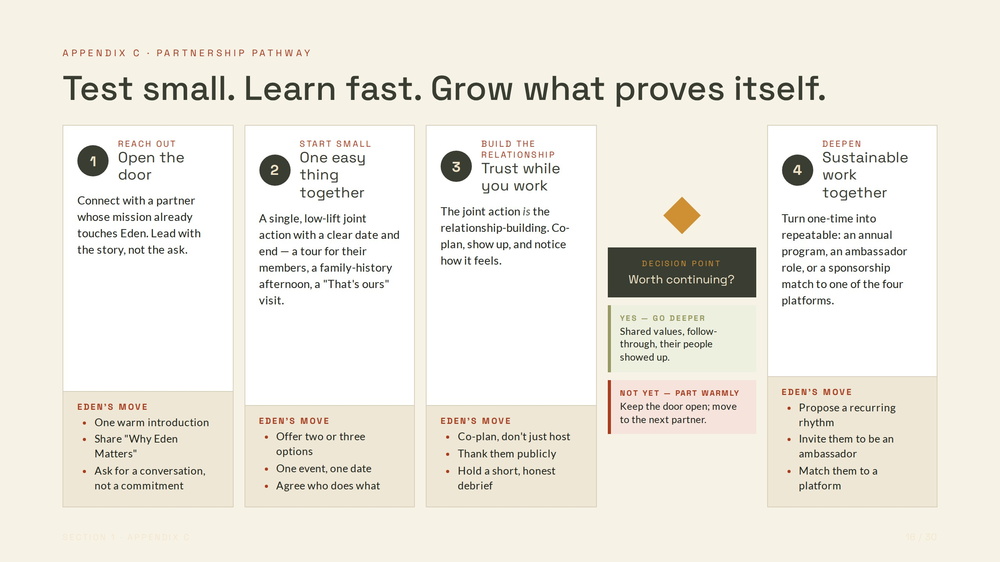 APPENDIX C · PARTNERSHIP PATHWAY
Test small. Learn fast. Grow what proves itself.
1
REACH OUT
Open the
door
Connect with a partner
whose mission already
touches Eden. Lead with
the story, not the ask.
EDEN’S MOVE
• One warm introduction
• Share "Why Eden
Matters"
• Ask for a conversation,
not a commitment
2
START SMALL
One easy
thing
together
A single, low-lift joint
action with a clear date and
end — a tour for their
members, a family-history
afternoon, a "That's ours"
visit.
EDEN’S MOVE
• Offer two or three
options
• One event, one date
• Agree who does what
3
BUILD THE
RELATIONSHIP
Trust while
you work
The joint action is the
relationship-building. Co-
plan, show up, and notice
how it feels.
EDEN’S MOVE
• Co-plan, don't just host
• Thank them publicly
• Hold a short, honest
debrief
DECISION POINT
Worth continuing?
YES — GO DEEPER
Shared values, follow-
through, their people
showed up.
NOT YET — PART WARMLY
Keep the door open; move
to the next partner.
4
DEEPEN
Sustainable
work
together
Turn one-time into
repeatable: an annual
program, an ambassador
role, or a sponsorship
match to one of the four
platforms.
EDEN’S MOVE
• Propose a recurring
rhythm
• Invite them to be an
ambassador
• Match them to a
platform
SECTION 1 · APPENDIX C
16 / 30